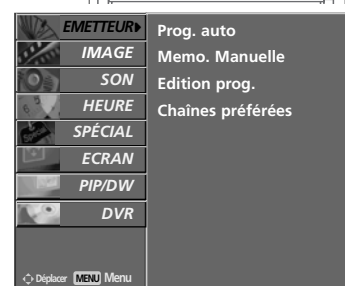 EMETTEUR
IMAGE
SON
HEURE
SPÉCIAL
ECRAN
PIP/DW
DVR
Déplacer MENU Menu
Prog. auto
Memo. Manuelle
Edition prog.
Chaînes préférées